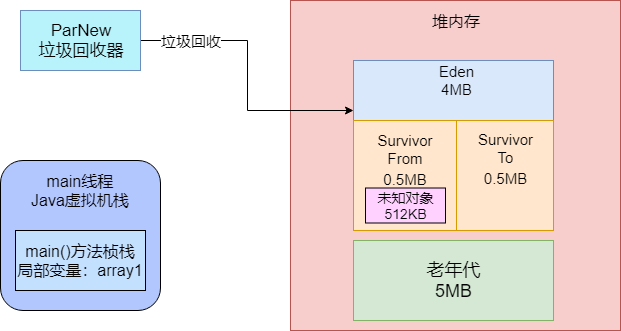 ParNew
垃圾回收器
垃圾回收
堆内存
Eden
4MB
Survivor
From
0.5MB
Survivor
To
0.5MB
未知对象
512KB
main线程
Java虚拟机栈
main()方法桢栈
局部变量：array1
老年代
5MB